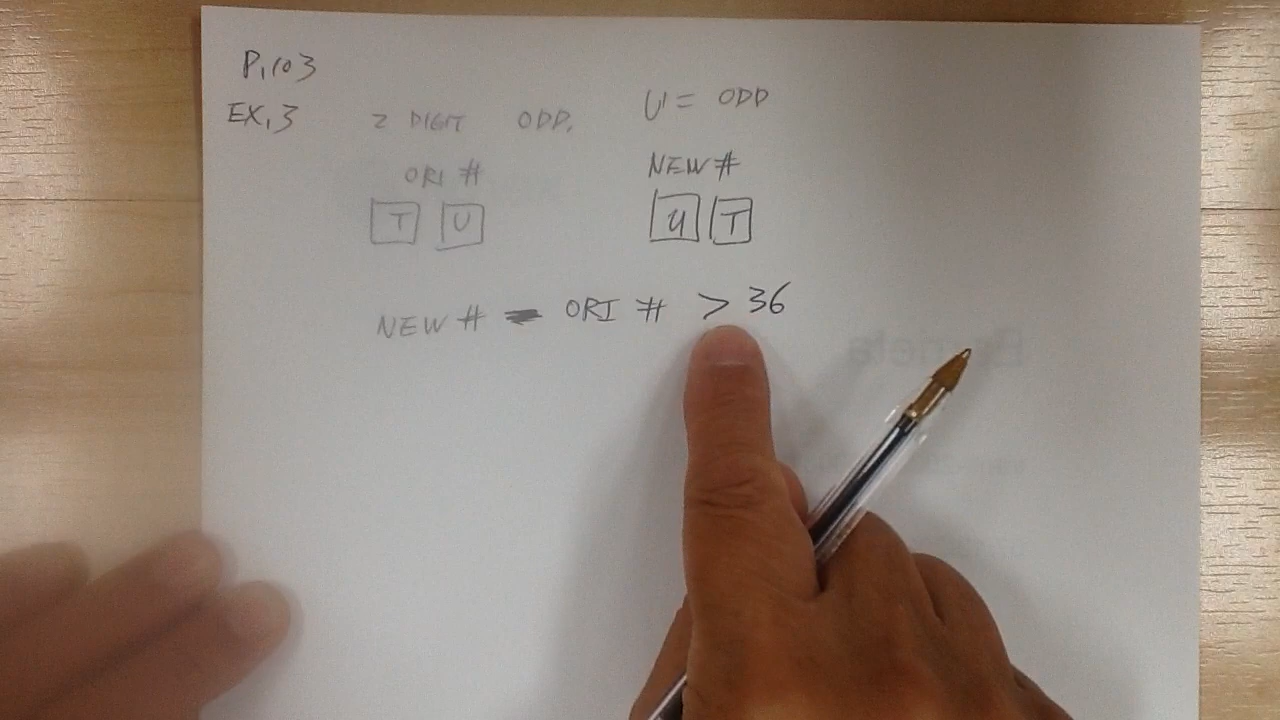 P.103
EX.3 2 DIGIT ODD. U = ODD
ORI # NEW #
T U U T
NEW # - ORI # > 36